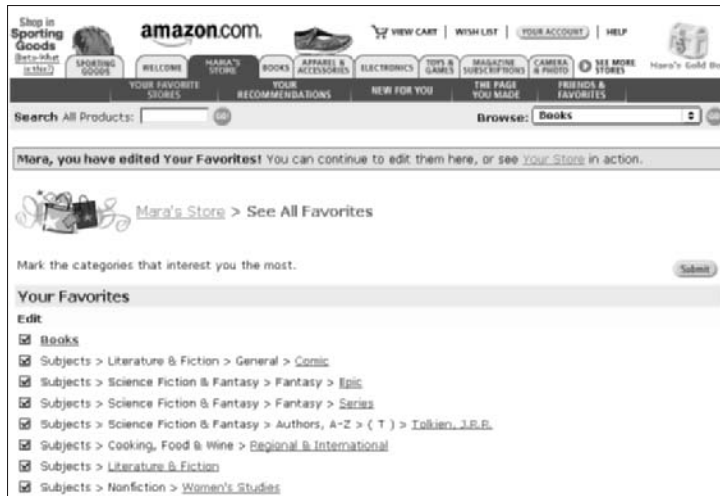 Shop in
Sporting
Goods
(Beta-What
is this?)
amazon.com.
VIEW CART | WISH LIST | YOUR ACCOUNT | HELP
SPORTING GOODS
WELCOME
MARA'S STORE
BOOKS
APPAREL & ACCESSORIES
ELECTRONICS
TOYS & GAMES
MAGAZINE SUBSCRIPTIONS
CAMERA & PHOTO
SEE MORE STORES
Mara's Gold
YOUR FAVORITE STORES
YOUR RECOMMENDATIONS
NEW FOR YOU
THE PAGE YOU MADE
FRIENDS & FAVORITES
Search All Products: GO! Browse: Books
Mara, you have edited Your Favorites! You can continue to edit them here, or see Your Store in action.
Mara's Store > See All Favorites
Mark the categories that interest you the most. Submit
Your Favorites
Edit
Books
Subjects > Literature & Fiction > General > Comic
Subjects > Science Fiction & Fantasy > Fantasy > Epic
Subjects > Science Fiction & Fantasy > Fantasy > Series
Subjects > Science Fiction & Fantasy > Authors, A-Z > ( T ) > Tolkien, J.R.R.
Subjects > Cooking, Food & Wine > Regional & International
Subjects > Literature & Fiction
Subjects > Nonfiction > Women's Studies